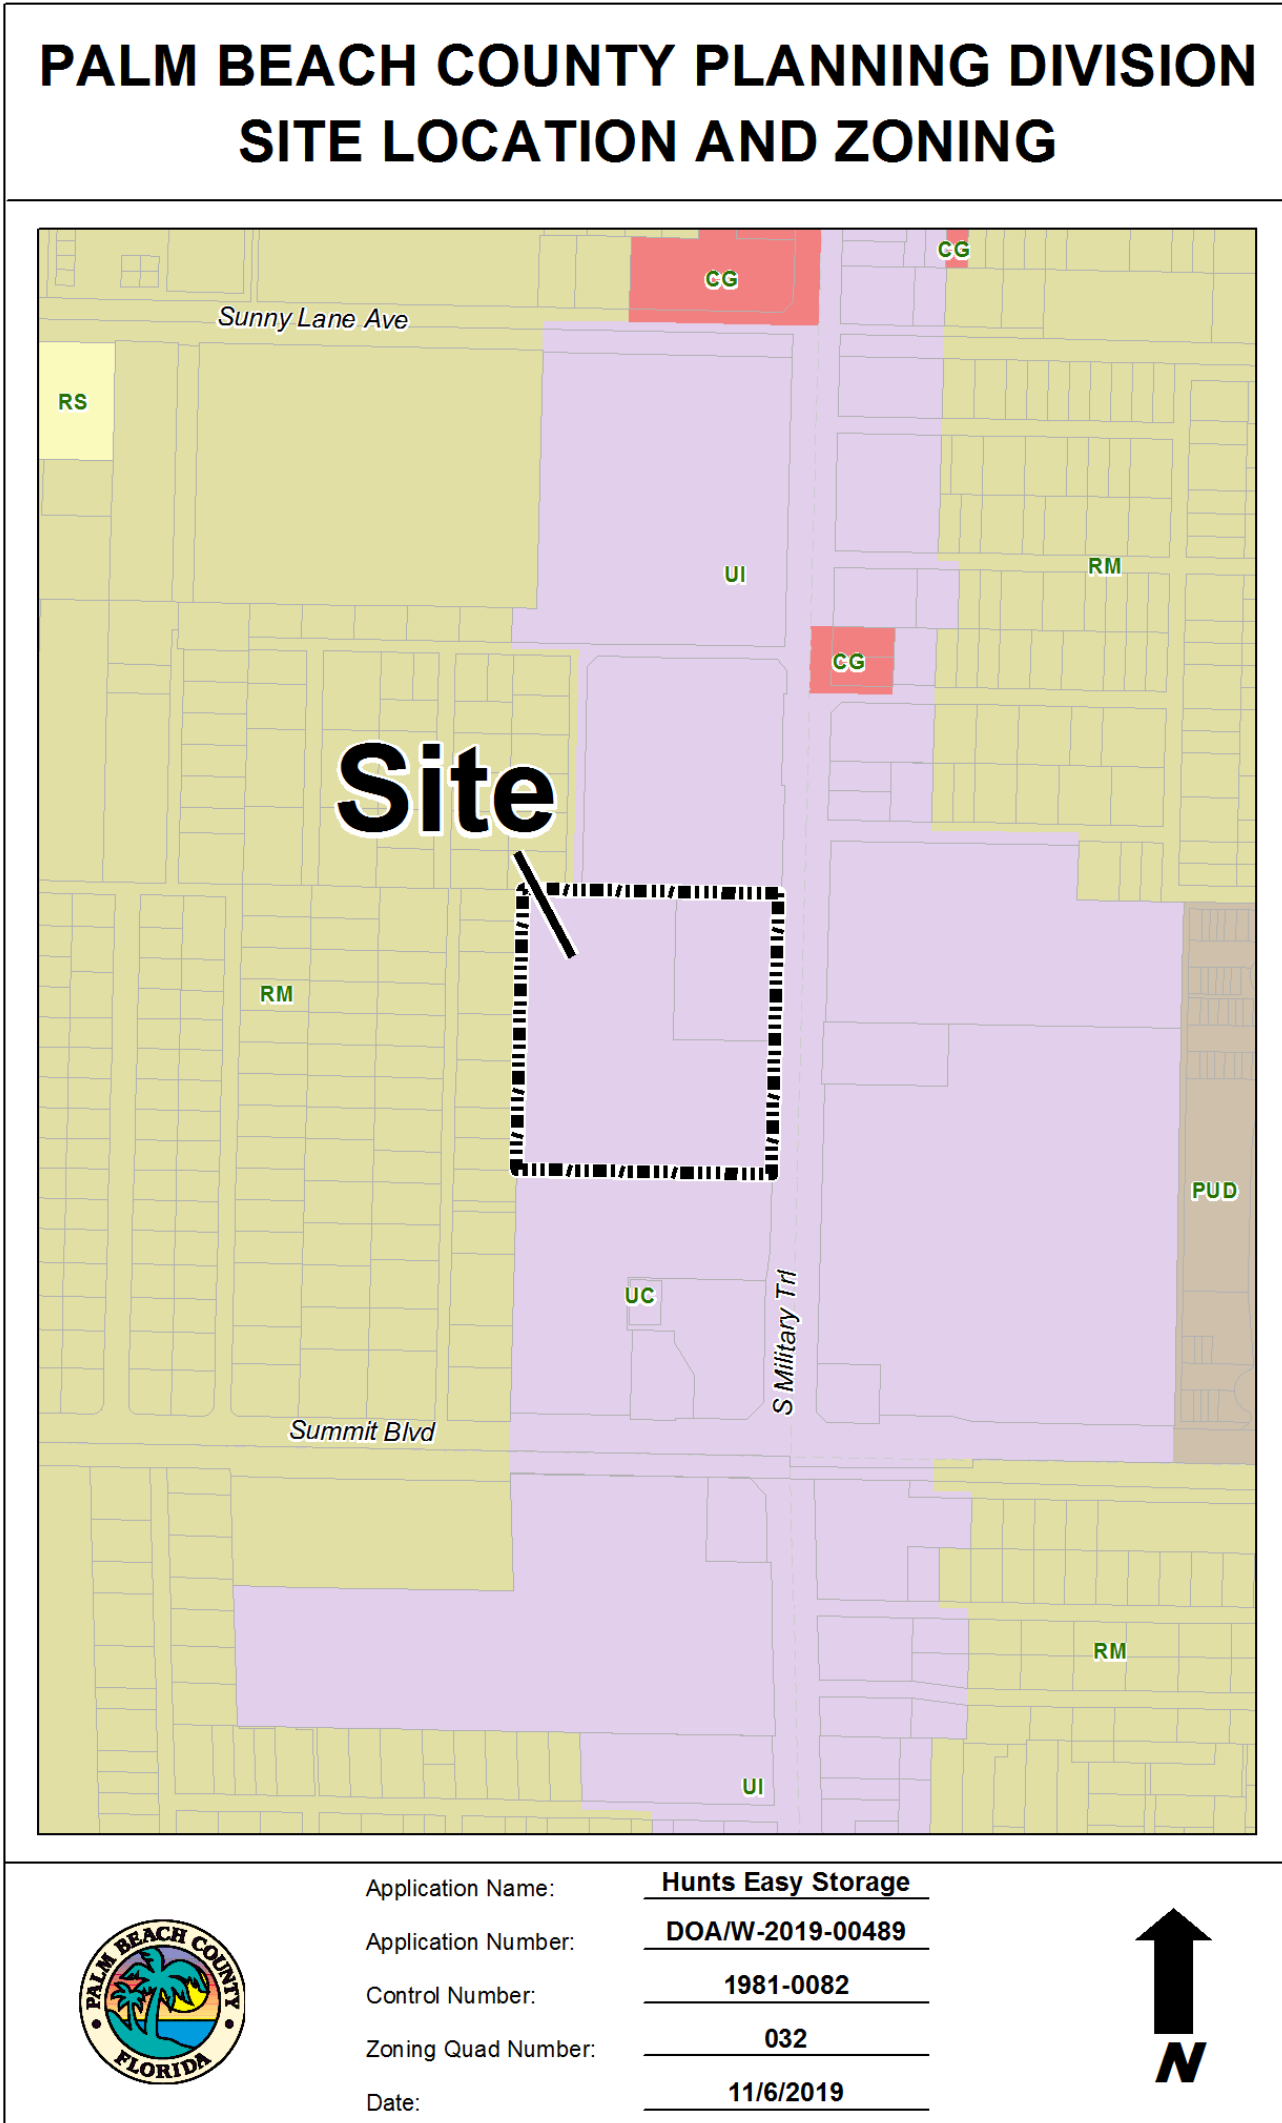 PALM BEACH COUNTY PLANNING DIVISION
SITE LOCATION AND ZONING
CG
CG
Sunny Lane Ave
RS
UI
RM
CG
Site
RM
PUD
UC
S Military Trl
Summit Blvd
RM
UI
Application Name: Hunts Easy Storage
Application Number: DOA/W-2019-00489
Control Number: 1981-0082
Zoning Quad Number: 032
Date: 11/6/2019
PALM BEACH COUNTY
FLORIDA
N